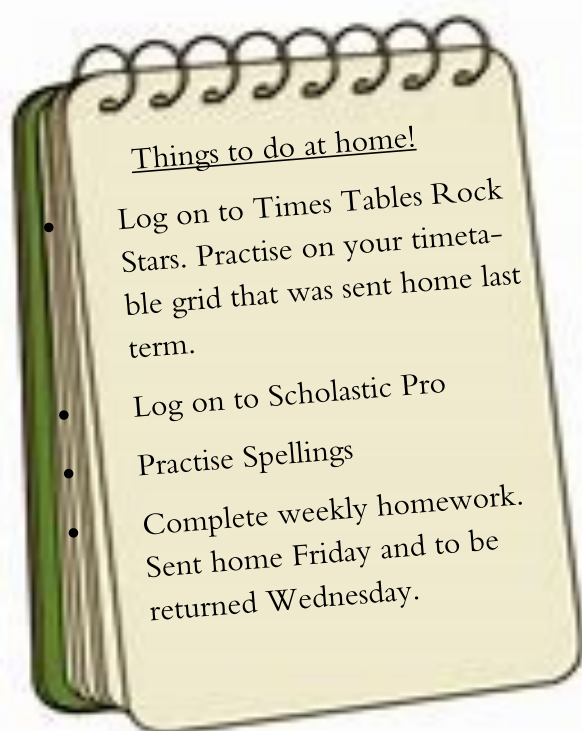 Things to do at home!
• Log on to Times Tables Rock
Stars. Practise on your timeta-
ble grid that was sent home last
term.
• Log on to Scholastic Pro
• Practise Spellings
• Complete weekly homework.
Sent home Friday and to be
returned Wednesday.